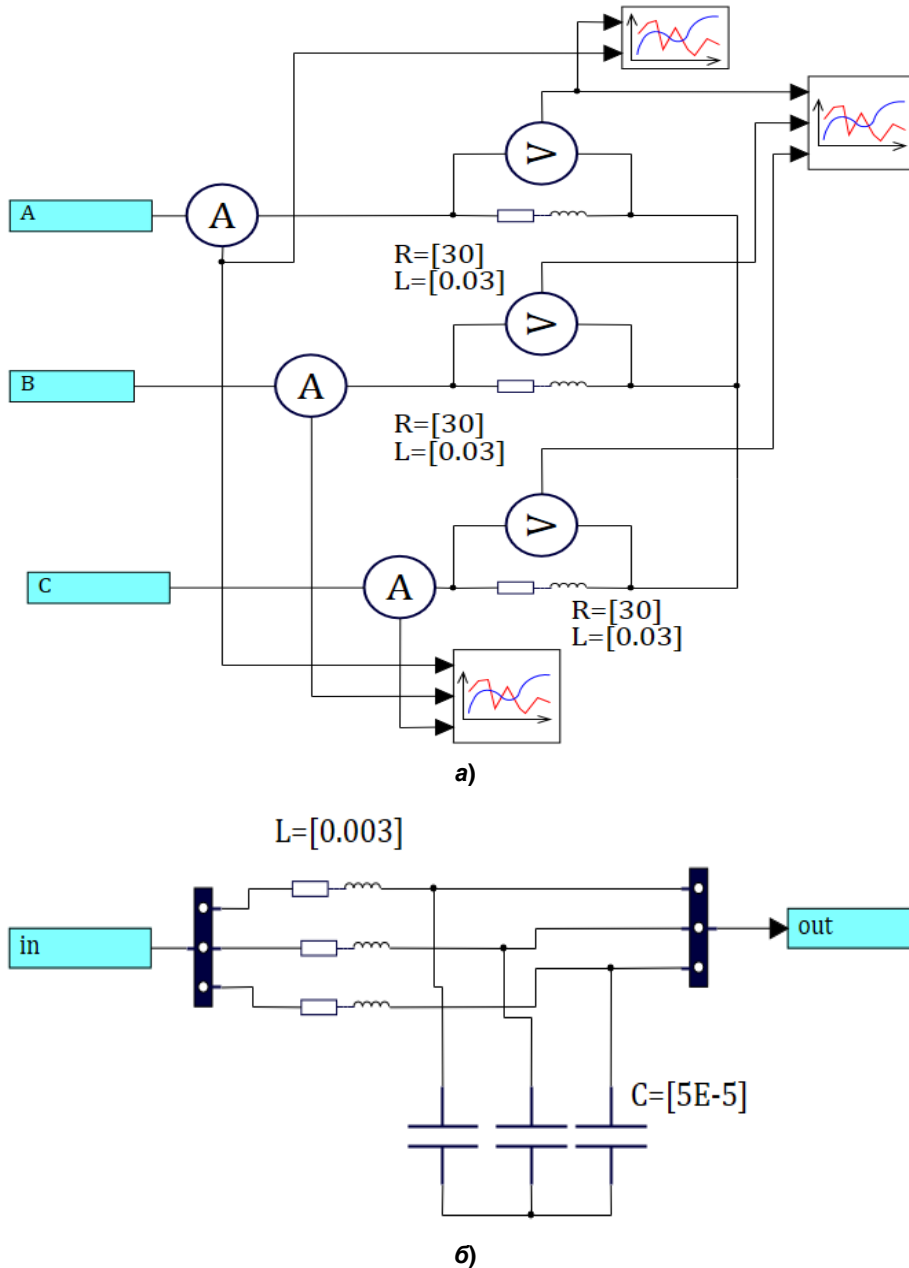 V
A
A
R=[30]
L=[0.03]
V
B
A
R=[30]
L=[0.03]
V
C
A
R=[30]
L=[0.03]
а)
L=[0.003]
in
out
C=[5E-5]
б)